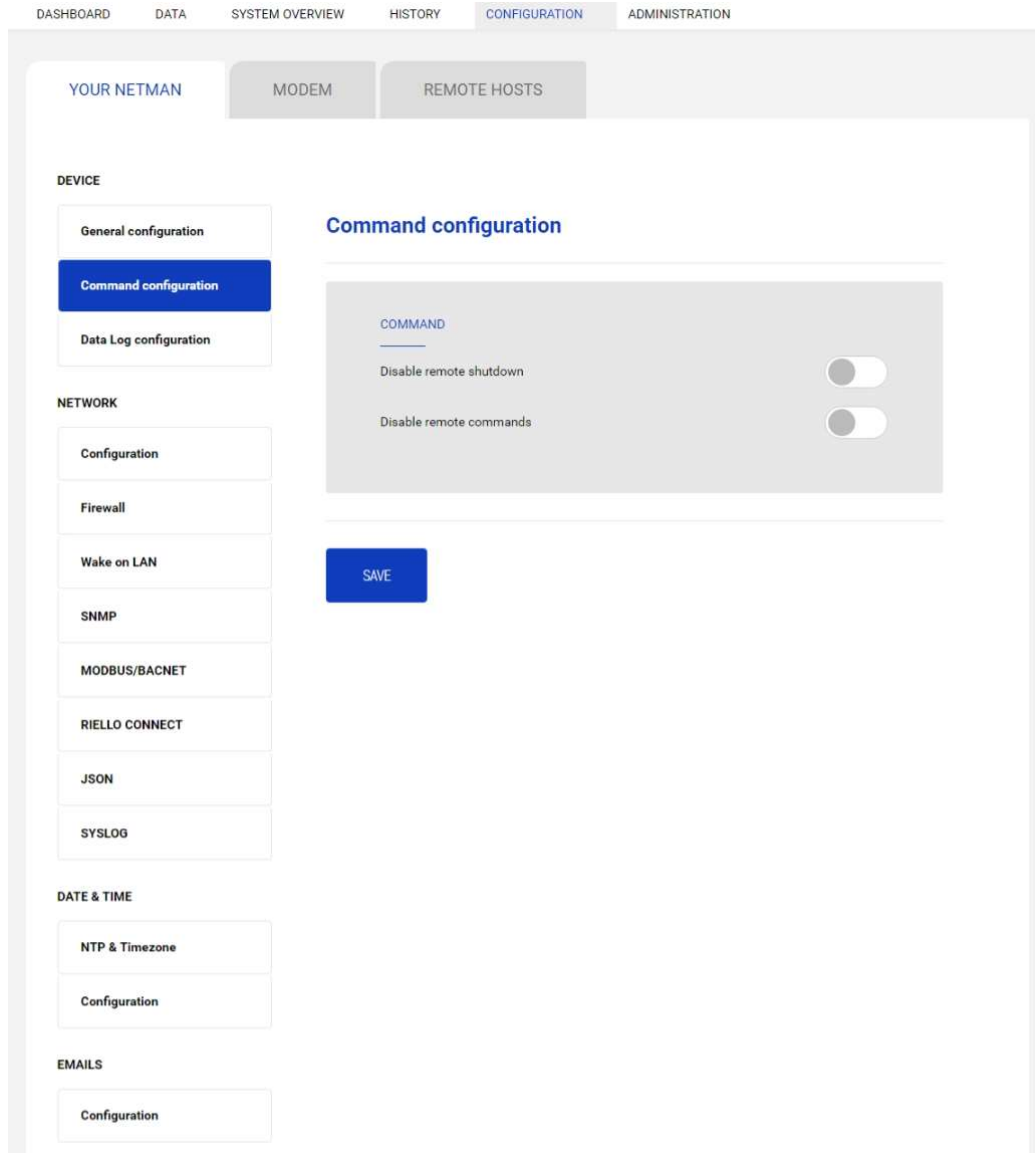 DASHBOARD DATA SYSTEM OVERVIEW HISTORY CONFIGURATION ADMINISTRATION
YOUR NETMAN MODEM REMOTE HOSTS
DEVICE
General configuration
Command configuration
Data Log configuration
NETWORK
Configuration
Firewall
Wake on LAN
SNMP
MODBUS/BACNET
RIELLO CONNECT
JSON
SYSLOG
DATE & TIME
NTP & Timezone
Configuration
EMAILS
Configuration
Command configuration
COMMAND
Disable remote shutdown
Disable remote commands
SAVE